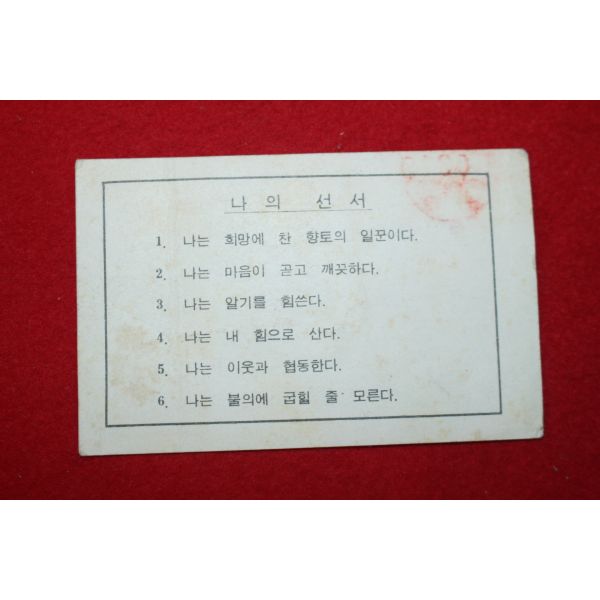 나의 선서
1. 나는 희망에 찬 향토의 일꾼이다.
2. 나는 마음이 곧고 깨끗하다.
3. 나는 알기를 힘쓴다.
4. 나는 내 힘으로 산다.
5. 나는 이웃과 협동한다.
6. 나는 불의에 굽힐 줄 모른다.